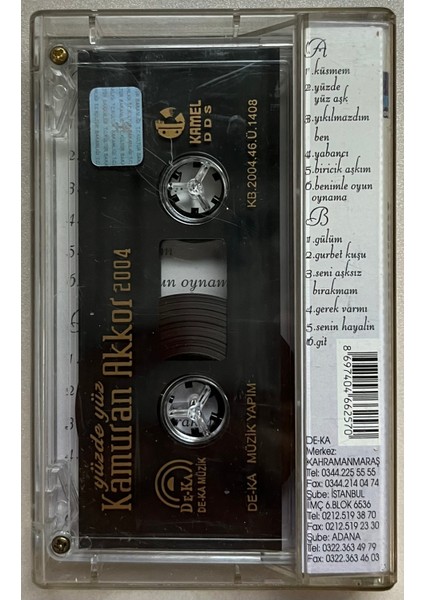 yüzde yüz
Kamuran Akkor 2004
KAMEL
DDS
KB.2004.46.Ü.1408
un oynam
DE-KA
DE-KA MÜZİK
DE-KA MÜZİK YAPIM
A
1.küsmem
2.yüzde
yüz aşk
3.yıkılmazdım
ben
4.yabancı
5.biricik aşkım
6.benimle oyun
oynama
B
1.gülüm
2.gurbet kuşu
3.seni aşksız
bırakmam
4.gerek varmı
5.senin hayalin
6.git
8697404662570
DE-KA
Merkez:
KAHRAMANMARAŞ
Tel: 0344.225 55 55
Fax: 0344.214 04 74
Şube: İSTANBUL
İMÇ 6.BLOK 6536
Tel: 0212.519 38 70
Fax: 0212.519 23 30
Şube: ADANA
Tel: 0322.363 49 79
Fax: 0322.363 46 03